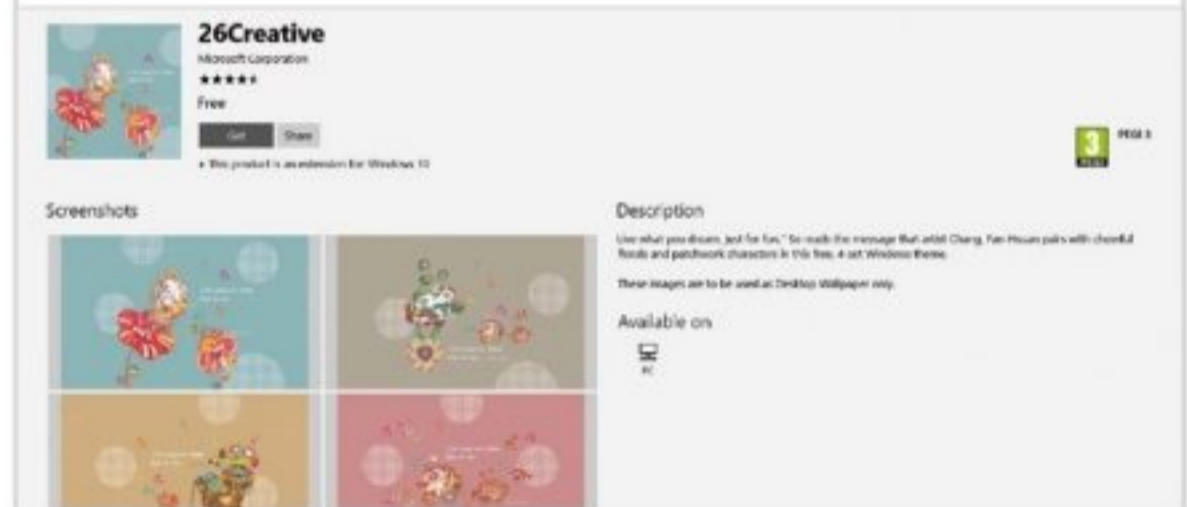 26Creative
Microsoft Corporation
Free
Get
Share
+ This product is an extension for Windows 10
3
PEGI 3
Screenshots
Description
Live what you dream. Just for fun." So reads the message that artist Chang, Fan-Hsuan pairs with cheerful
florals and patchwork characters in this free, 4-set Windows theme.
These images are to be used as Desktop Wallpaper only.
Available on
PC